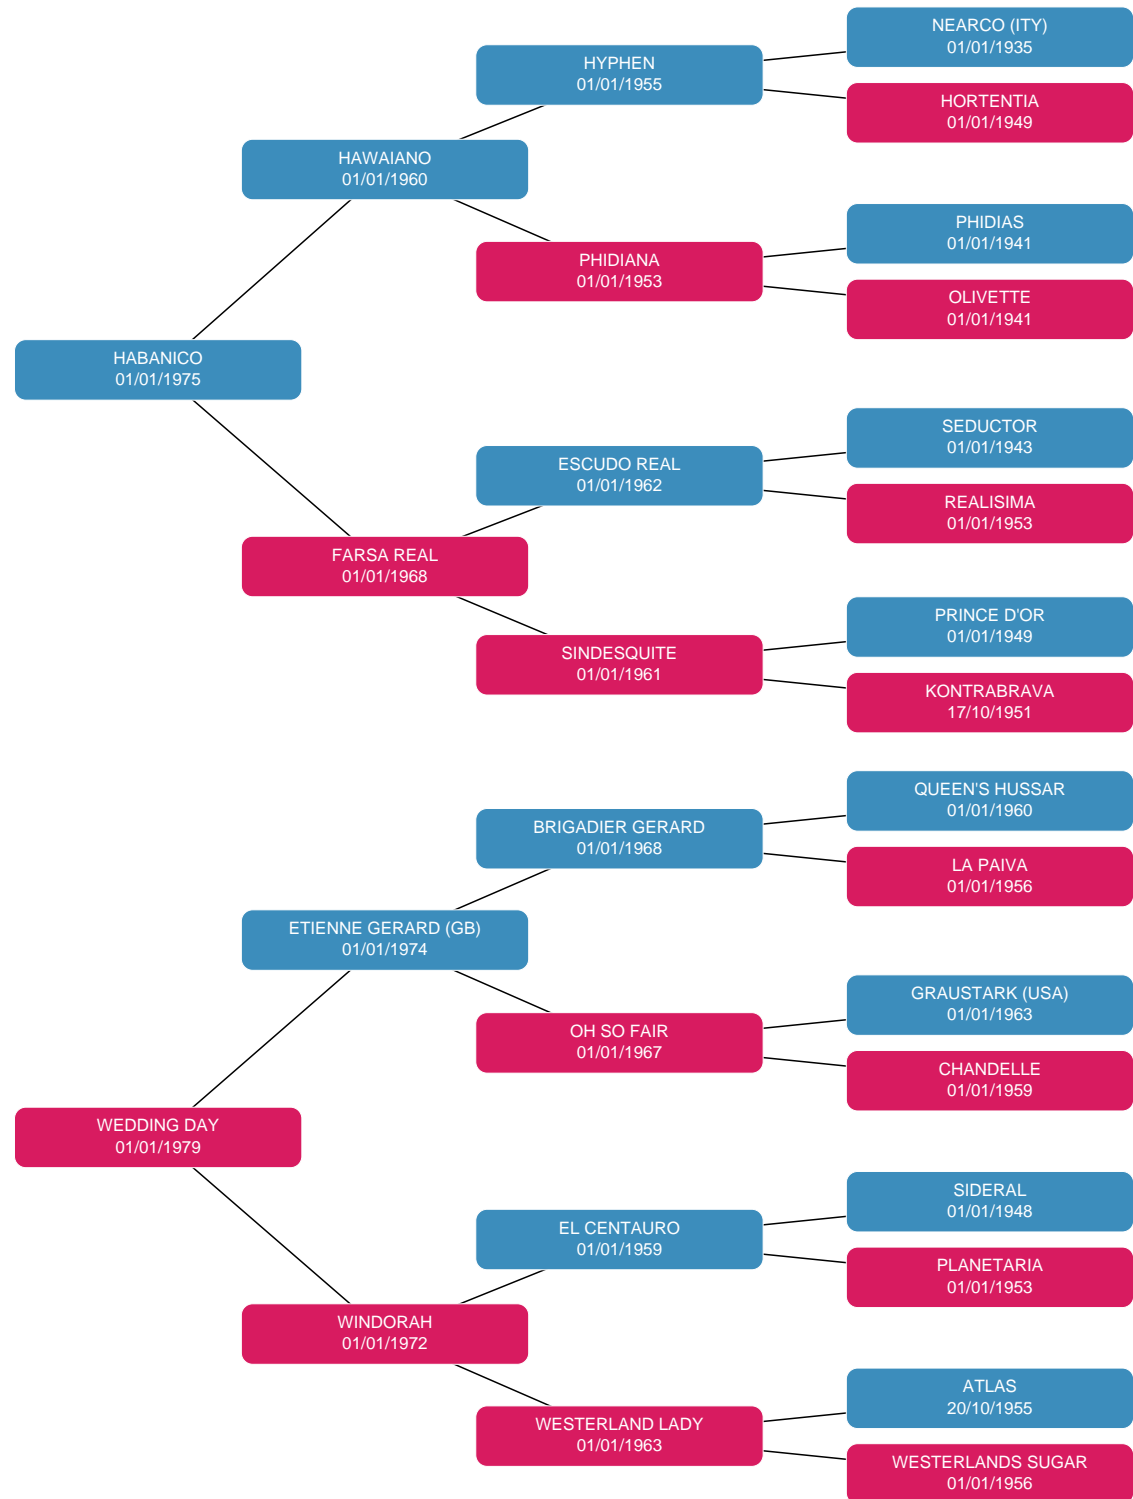 NEARCO (ITY)
01/01/1935
HYPHEN
01/01/1955
HORTENTIA
01/01/1949
HAWAIANO
01/01/1960
PHIDIAS
01/01/1941
PHIDIANA
01/01/1953
OLIVETTE
01/01/1941
HABANICO
01/01/1975
SEDUCTOR
01/01/1943
ESCUDO REAL
01/01/1962
REALISIMA
01/01/1953
FARSA REAL
01/01/1968
PRINCE D'OR
01/01/1949
SINDESQUITE
01/01/1961
KONTRABRAVA
17/10/1951
QUEEN'S HUSSAR
01/01/1960
BRIGADIER GERARD
01/01/1968
LA PAIVA
01/01/1956
ETIENNE GERARD (GB)
01/01/1974
GRAUSTARK (USA)
01/01/1963
OH SO FAIR
01/01/1967
CHANDELLE
01/01/1959
WEDDING DAY
01/01/1979
SIDERAL
01/01/1948
EL CENTAURO
01/01/1959
PLANETARIA
01/01/1953
WINDORAH
01/01/1972
ATLAS
20/10/1955
WESTERLAND LADY
01/01/1963
WESTERLANDS SUGAR
01/01/1956